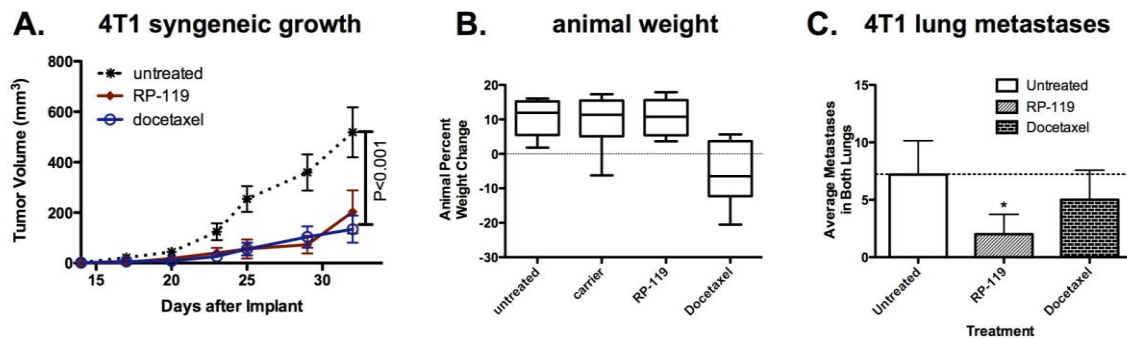 A.
4T1 syngeneic growth
800
600
400
200
0
Tumor Volume (mm³)
untreated
RP-119
docetaxel
P<0.001
15
20
25
30
Days after Implant
B.
animal weight
20
10
0
-10
-20
-30
Animal Percent
Weight Change
untreated
carrier
RP-119
Docetaxel
C.
4T1 lung metastases
15
10
5
0
Average Metastases
in Both Lungs
Untreated
RP-119
Docetaxel
*
Untreated
RP-119
Docetaxel
Treatment